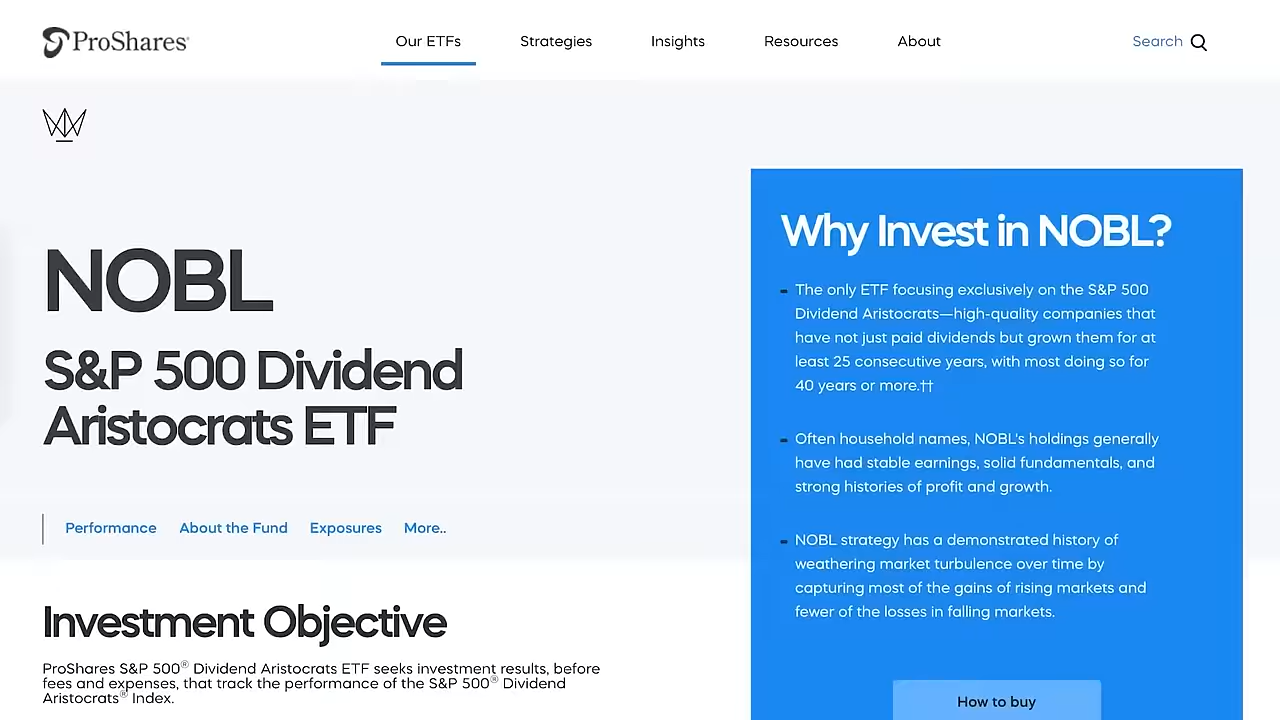 ProShares
Our ETFs
Strategies
Insights
Resources
About
Search
NOBL
S&P 500 Dividend
Aristocrats ETF
Performance
About the Fund
Exposures
More..
Investment Objective
ProShares S&P 500® Dividend Aristocrats ETF seeks investment results, before
fees and expenses, that track the performance of the S&P 500® Dividend
Aristocrats® Index.
Why Invest in NOBL?
- The only ETF focusing exclusively on the S&P 500
Dividend Aristocrats—high-quality companies that
have not just paid dividends but grown them for at
least 25 consecutive years, with most doing so for
40 years or more.††
- Often household names, NOBL's holdings generally
have had stable earnings, solid fundamentals, and
strong histories of profit and growth.
- NOBL strategy has a demonstrated history of
weathering market turbulence over time by
capturing most of the gains of rising markets and
fewer of the losses in falling markets.
How to buy